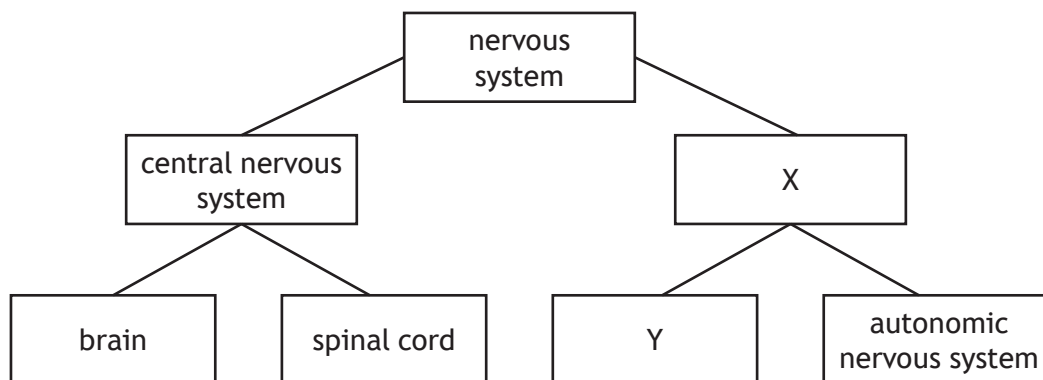 nervous
system
central nervous
system
X
brain
spinal cord
Y
autonomic
nervous system